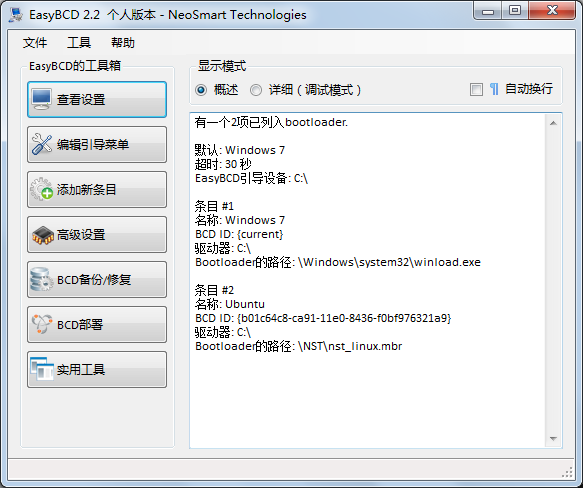 EasyBCD 2.2 个人版本 - NeoSmart Technologies
文件 工具 帮助
EasyBCD的工具箱
查看设置
编辑引导菜单
添加新条目
高级设置
BCD备份/修复
BCD部署
实用工具
显示模式
概述 详细（调试模式） ¶ 自动换行
有一个2项已列入bootloader.
默认: Windows 7
超时: 30 秒
EasyBCD引导设备: C:\
条目 #1
名称: Windows 7
BCD ID: {current}
驱动器: C:\
Bootloader的路径: \Windows\system32\winload.exe
条目 #2
名称: Ubuntu
BCD ID: {b01c64c8-ca91-11e0-8436-f0bf976321a9}
驱动器: C:\
Bootloader的路径: \NST\nst_linux.mbr